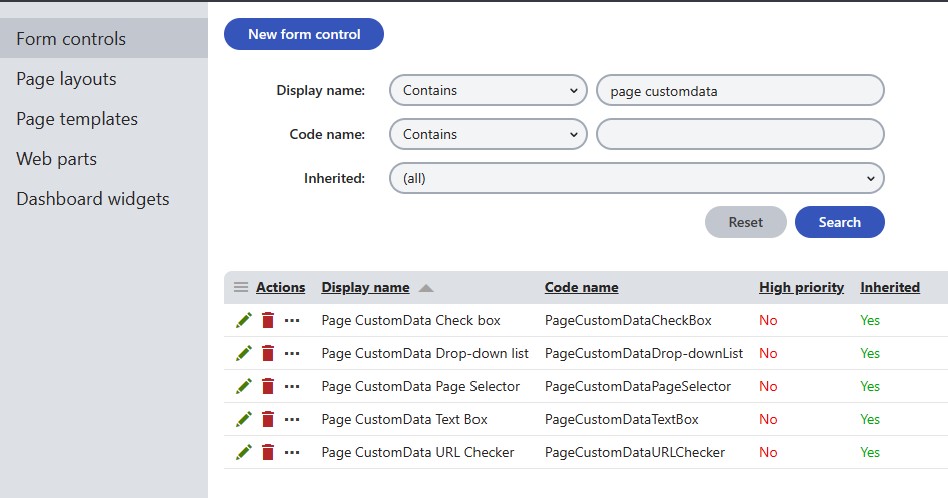 Form controls
Page layouts
Page templates
Web parts
Dashboard widgets
New form control
Display name: Contains page customdata
Code name: Contains
Inherited: (all)
Reset Search
Actions Display name Code name High priority Inherited
Page CustomData Check box PageCustomDataCheckBox No Yes
Page CustomData Drop-down list PageCustomDataDrop-downList No Yes
Page CustomData Page Selector PageCustomDataPageSelector No Yes
Page CustomData Text Box PageCustomDataTextBox No Yes
Page CustomData URL Checker PageCustomDataURLChecker No Yes